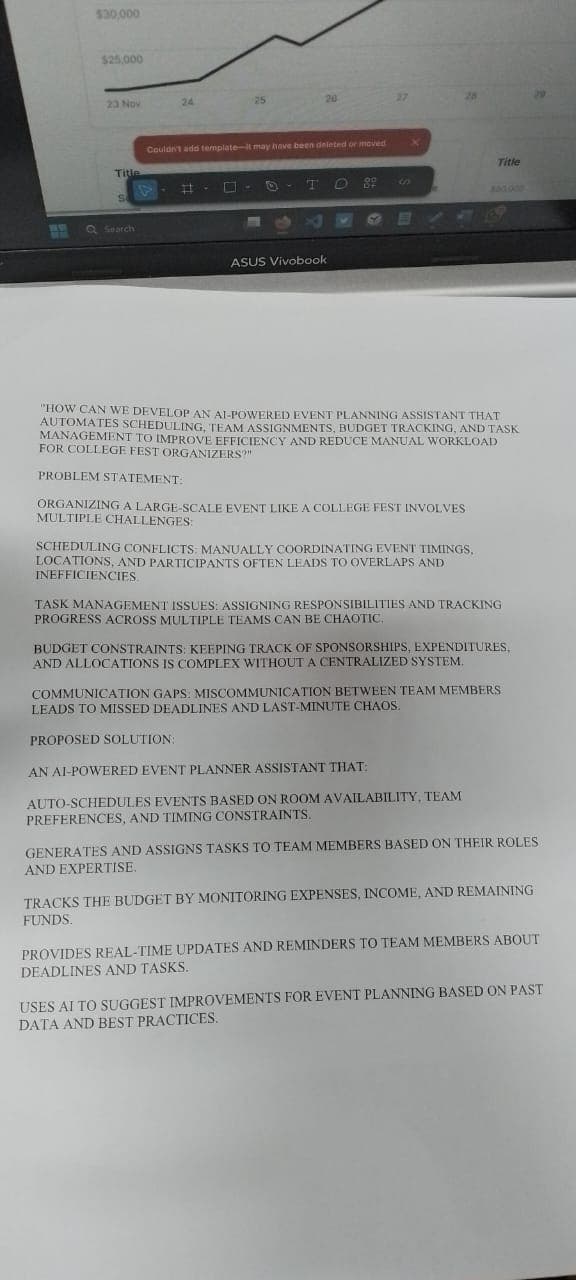 $30,000
$25,000
23 Nov 24 25 26 27 28 29
Couldn't add template—it may have been deleted or moved
Title
Title
$80,000
Search
ASUS Vivobook
"HOW CAN WE DEVELOP AN AI-POWERED EVENT PLANNING ASSISTANT THAT
AUTOMATES SCHEDULING, TEAM ASSIGNMENTS, BUDGET TRACKING, AND TASK
MANAGEMENT TO IMPROVE EFFICIENCY AND REDUCE MANUAL WORKLOAD
FOR COLLEGE FEST ORGANIZERS?"
PROBLEM STATEMENT:
ORGANIZING A LARGE-SCALE EVENT LIKE A COLLEGE FEST INVOLVES
MULTIPLE CHALLENGES:
SCHEDULING CONFLICTS: MANUALLY COORDINATING EVENT TIMINGS,
LOCATIONS, AND PARTICIPANTS OFTEN LEADS TO OVERLAPS AND
INEFFICIENCIES.
TASK MANAGEMENT ISSUES: ASSIGNING RESPONSIBILITIES AND TRACKING
PROGRESS ACROSS MULTIPLE TEAMS CAN BE CHAOTIC.
BUDGET CONSTRAINTS: KEEPING TRACK OF SPONSORSHIPS, EXPENDITURES,
AND ALLOCATIONS IS COMPLEX WITHOUT A CENTRALIZED SYSTEM.
COMMUNICATION GAPS: MISCOMMUNICATION BETWEEN TEAM MEMBERS
LEADS TO MISSED DEADLINES AND LAST-MINUTE CHAOS.
PROPOSED SOLUTION:
AN AI-POWERED EVENT PLANNER ASSISTANT THAT:
AUTO-SCHEDULES EVENTS BASED ON ROOM AVAILABILITY, TEAM
PREFERENCES, AND TIMING CONSTRAINTS.
GENERATES AND ASSIGNS TASKS TO TEAM MEMBERS BASED ON THEIR ROLES
AND EXPERTISE.
TRACKS THE BUDGET BY MONITORING EXPENSES, INCOME, AND REMAINING
FUNDS.
PROVIDES REAL-TIME UPDATES AND REMINDERS TO TEAM MEMBERS ABOUT
DEADLINES AND TASKS.
USES AI TO SUGGEST IMPROVEMENTS FOR EVENT PLANNING BASED ON PAST
DATA AND BEST PRACTICES.